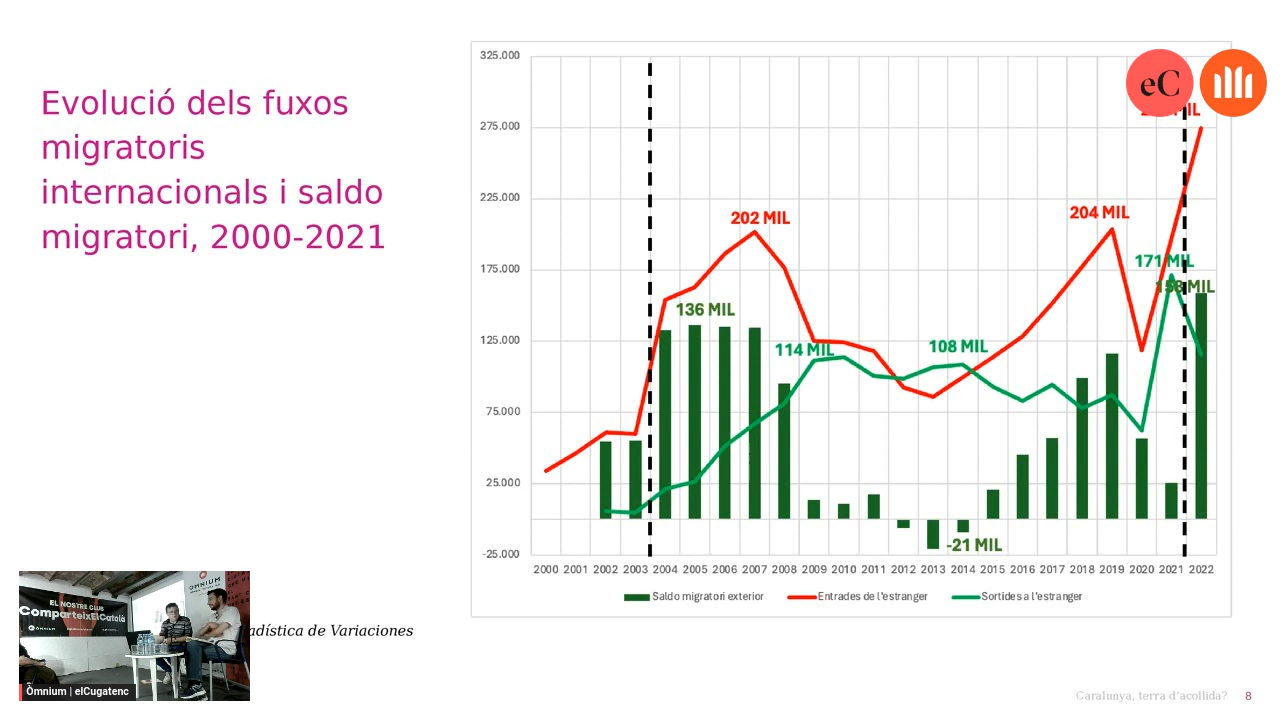 Evolució dels fuxos
migratoris
internacionals i saldo
migratori, 2000-2021
325.000
275.000
225.000
175.000
125.000
75.000
25.000
-25.000
eC
202 MIL
204 MIL
171 MIL
MIL
136 MIL
114 MIL
108 MIL
-21 MIL
2000 2001 2002 2003 2004 2005 2006 2007 2008 2009 2010 2011 2012 2013 2014 2015 2016 2017 2018 2019 2020 2021 2022
Saldo migratori exterior Entrades de l'estranger Sortides a l'estranger
EL NOSTRE CLUB
ComparteixElCatalà
ÒMNIUM
ÒMNIUM
adística de Variaciones
Òmnium | elCugatenc
Caralunya, terra d’acollida? 8